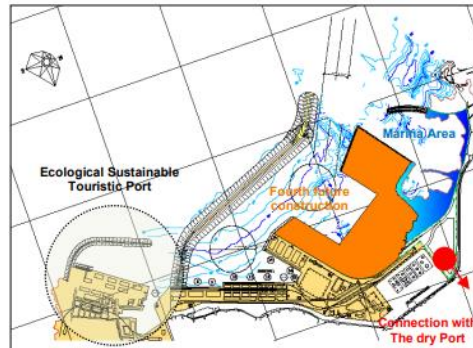 Marina Area
Ecological Sustainable
Touristic Port
Fourth future
construction
Connection with
The dry Port